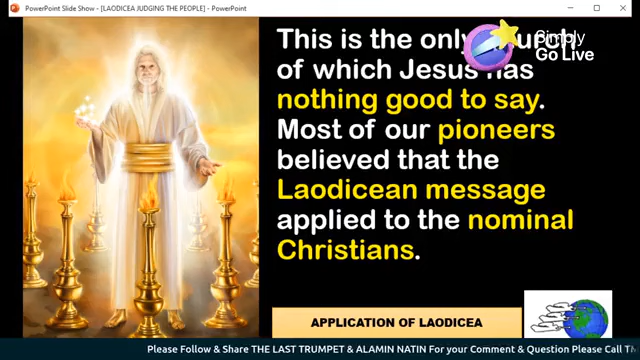 PowerPoint Slide Show - [LAODICEA JUDGING THE PEOPLE] - PowerPoint
This is the only church
of which Jesus has
nothing good to say.
Most of our pioneers
believed that the
Laodicean message
applied to the nominal
Christians.
Simply
Go Live
APPLICATION OF LAODICEA
Please Follow & Share THE LAST TRUMPET & ALAMIN NATIN For your Comment & Question Please Call